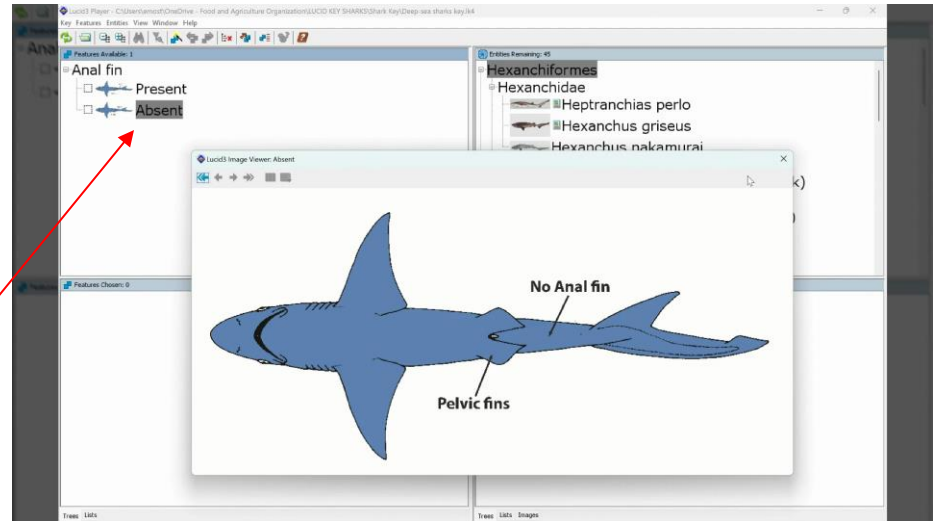 Lucid3 Player - C:\Users\emost\OneDrive - Food and Agriculture Organization\LUCID KEY SHARKS\Shark Key\Deep-sea sharks key.lk4
Key Features Entities View Window Help
Features Available: 1
Anal fin
Present
Absent
Entities Remaining: 45
Hexanchiformes
Hexanchidae
Heptranchias perlo
Hexanchus griseus
Hexanchus nakamurai
k)
)
Lucid3 Image Viewer: Absent
No Anal fin
Pelvic fins
Features Chosen: 0
Trees Lists
Trees Lists Images